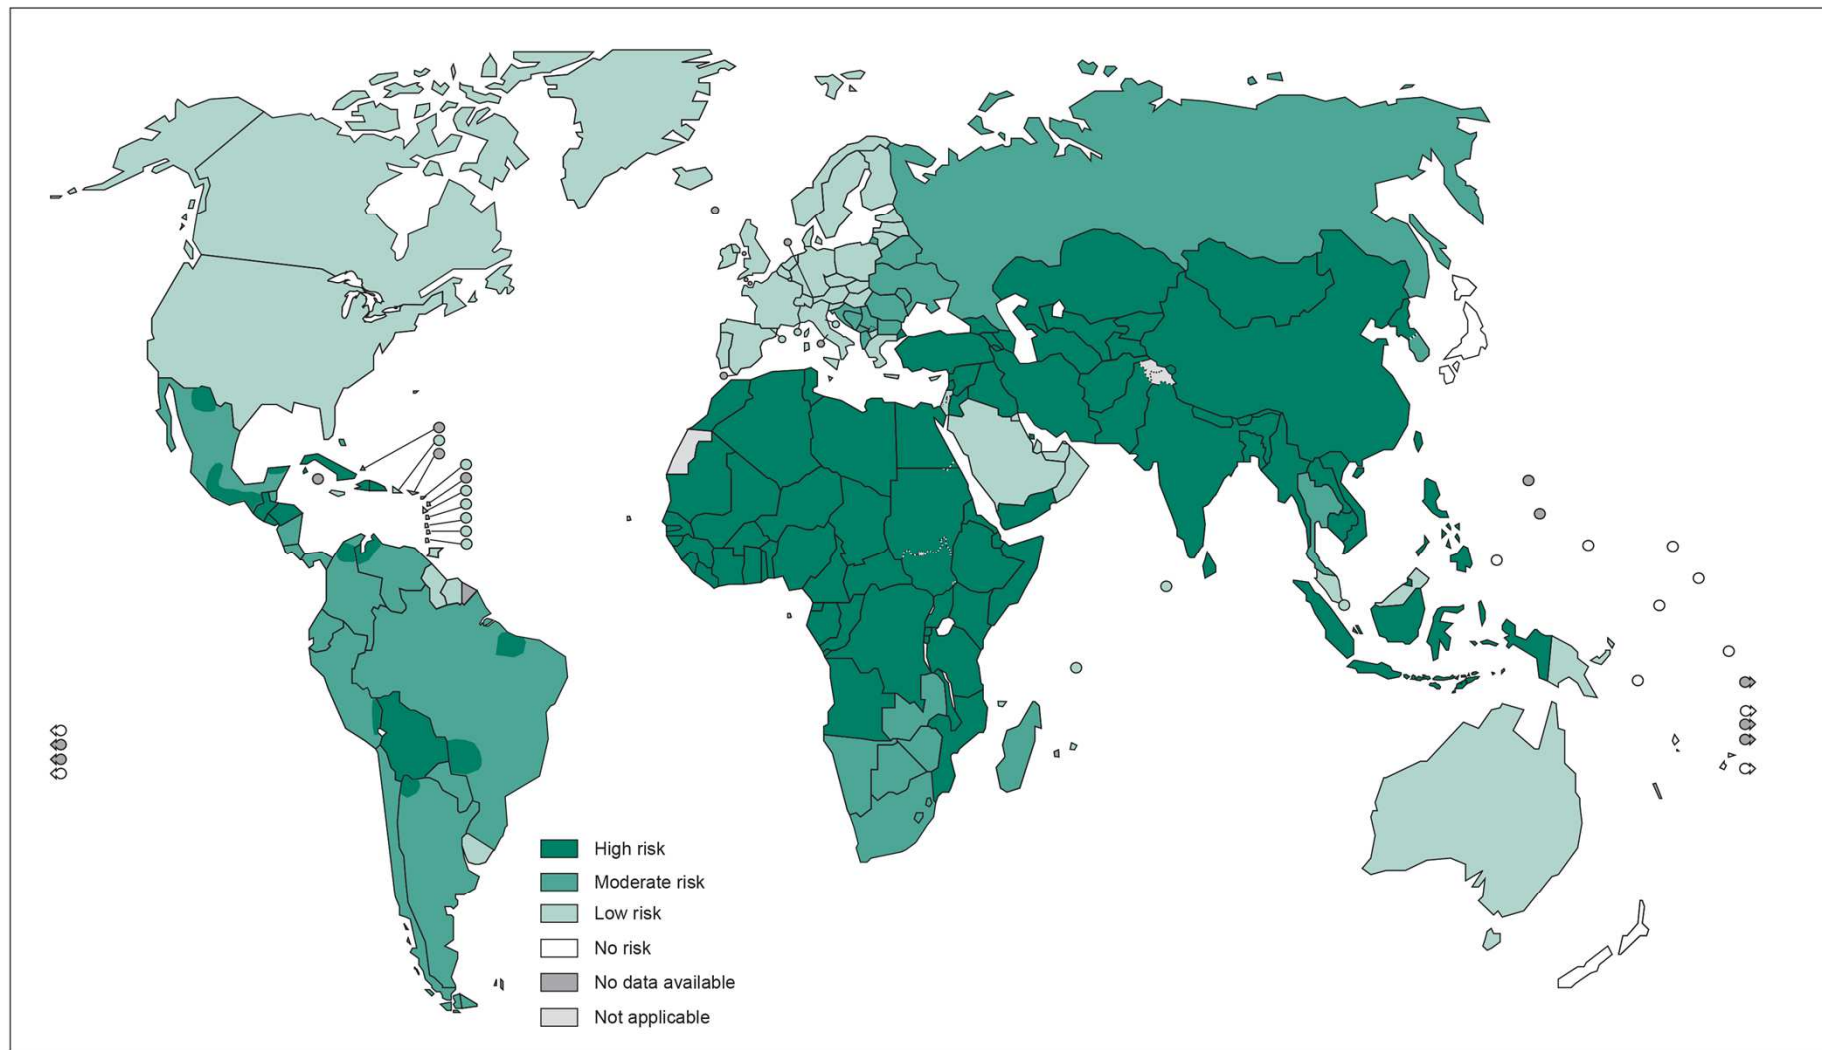 High risk
Moderate risk
Low risk
No risk
No data available
Not applicable